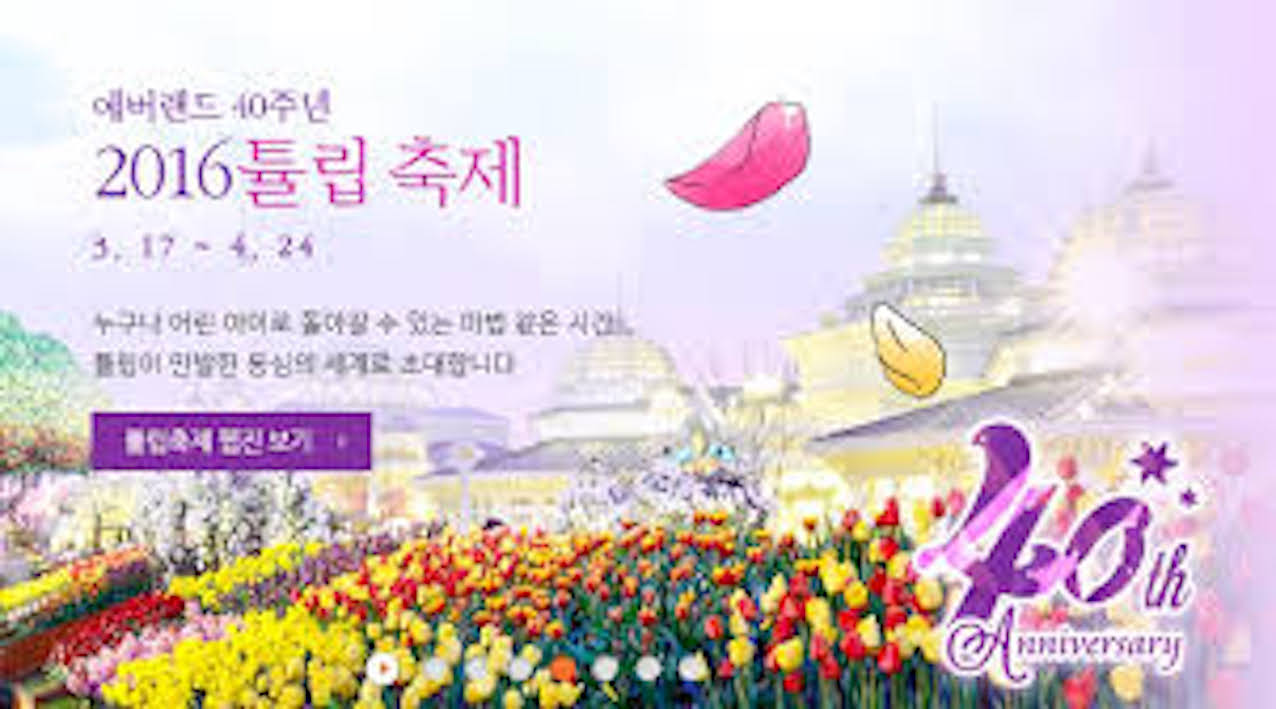 에버랜드 40주년
2016튤립 축제
3. 17 ~ 4. 24
누구나 어린 아이로 돌아갈 수 있는 마법 같은 시간..
튤립이 만발한 동심의 세계로 초대합니다
튤립축제 웹진 보기 ›
40th
Anniversary